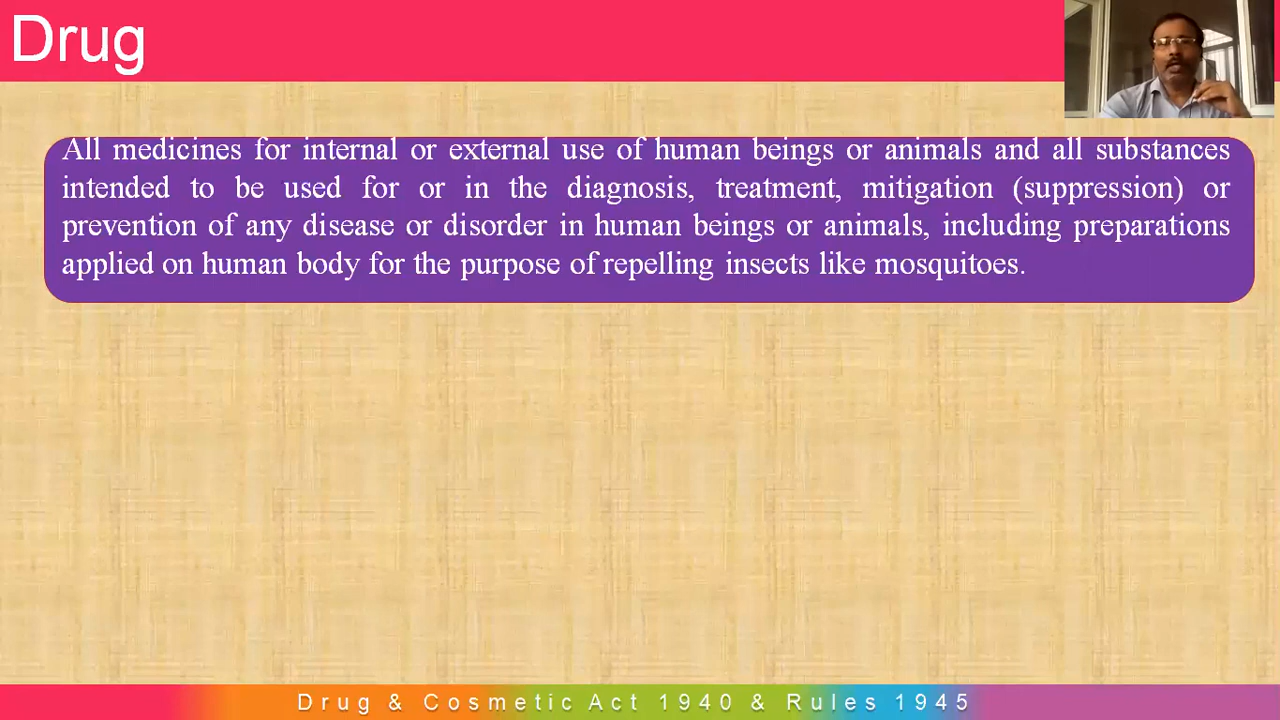 Drug
All medicines for internal or external use of human beings or animals and all substances
intended to be used for or in the diagnosis, treatment, mitigation (suppression) or
prevention of any disease or disorder in human beings or animals, including preparations
applied on human body for the purpose of repelling insects like mosquitoes.
Drug & Cosmetic Act 1940 & Rules 1945